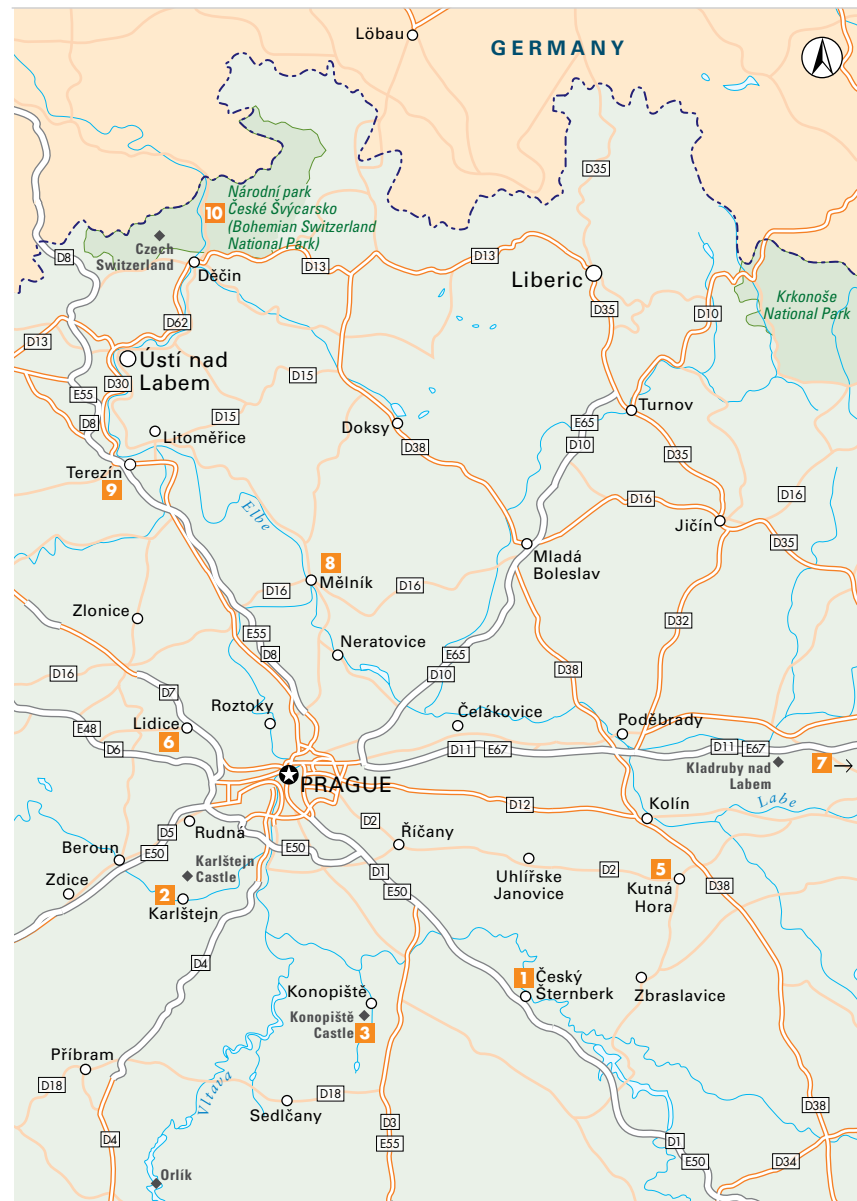 Löbau
GERMANY
D35
10
Národní park
České Švýcarsko
(Bohemian Switzerland
National Park)
Czech
Switzerland
D8
Děčín
D13
D13
Liberic
Krkonoše
National Park
D62
D35
D10
D13
Ústí nad
Labem
D30
D15
E55
D8
D15
Litoměřice
Doksy
D38
E65
D10
Turnov
D35
Terezín
9
Elbe
D16
D16
Jičín
D35
8
Mělník
D16
D16
Mladá
Boleslav
Zlonice
E55
D8
Neratovice
E65
D10
D32
D38
D16
D7
Roztoky
Lidice
6
E48
D6
Čelákovice
Poděbrady
D11
E67
D11
E67
Kladruby nad
Labem
7
PRAGUE
Labe
D12
Kolín
D2
D5
Rudná
Říčany
E50
E50
Beroun
Karlštejn
Castle
Zdice
2
Karlštejn
D1
E50
Uhlířske
Janovice
D2
5
Kutná
Hora
D38
D4
1
Český
Šternberk
Zbraslavice
Konopiště
Konopiště
Castle
3
Příbram
D18
Vltava
Sedlčany
D18
D3
E55
D4
D38
D1
E50
D34
Orlík